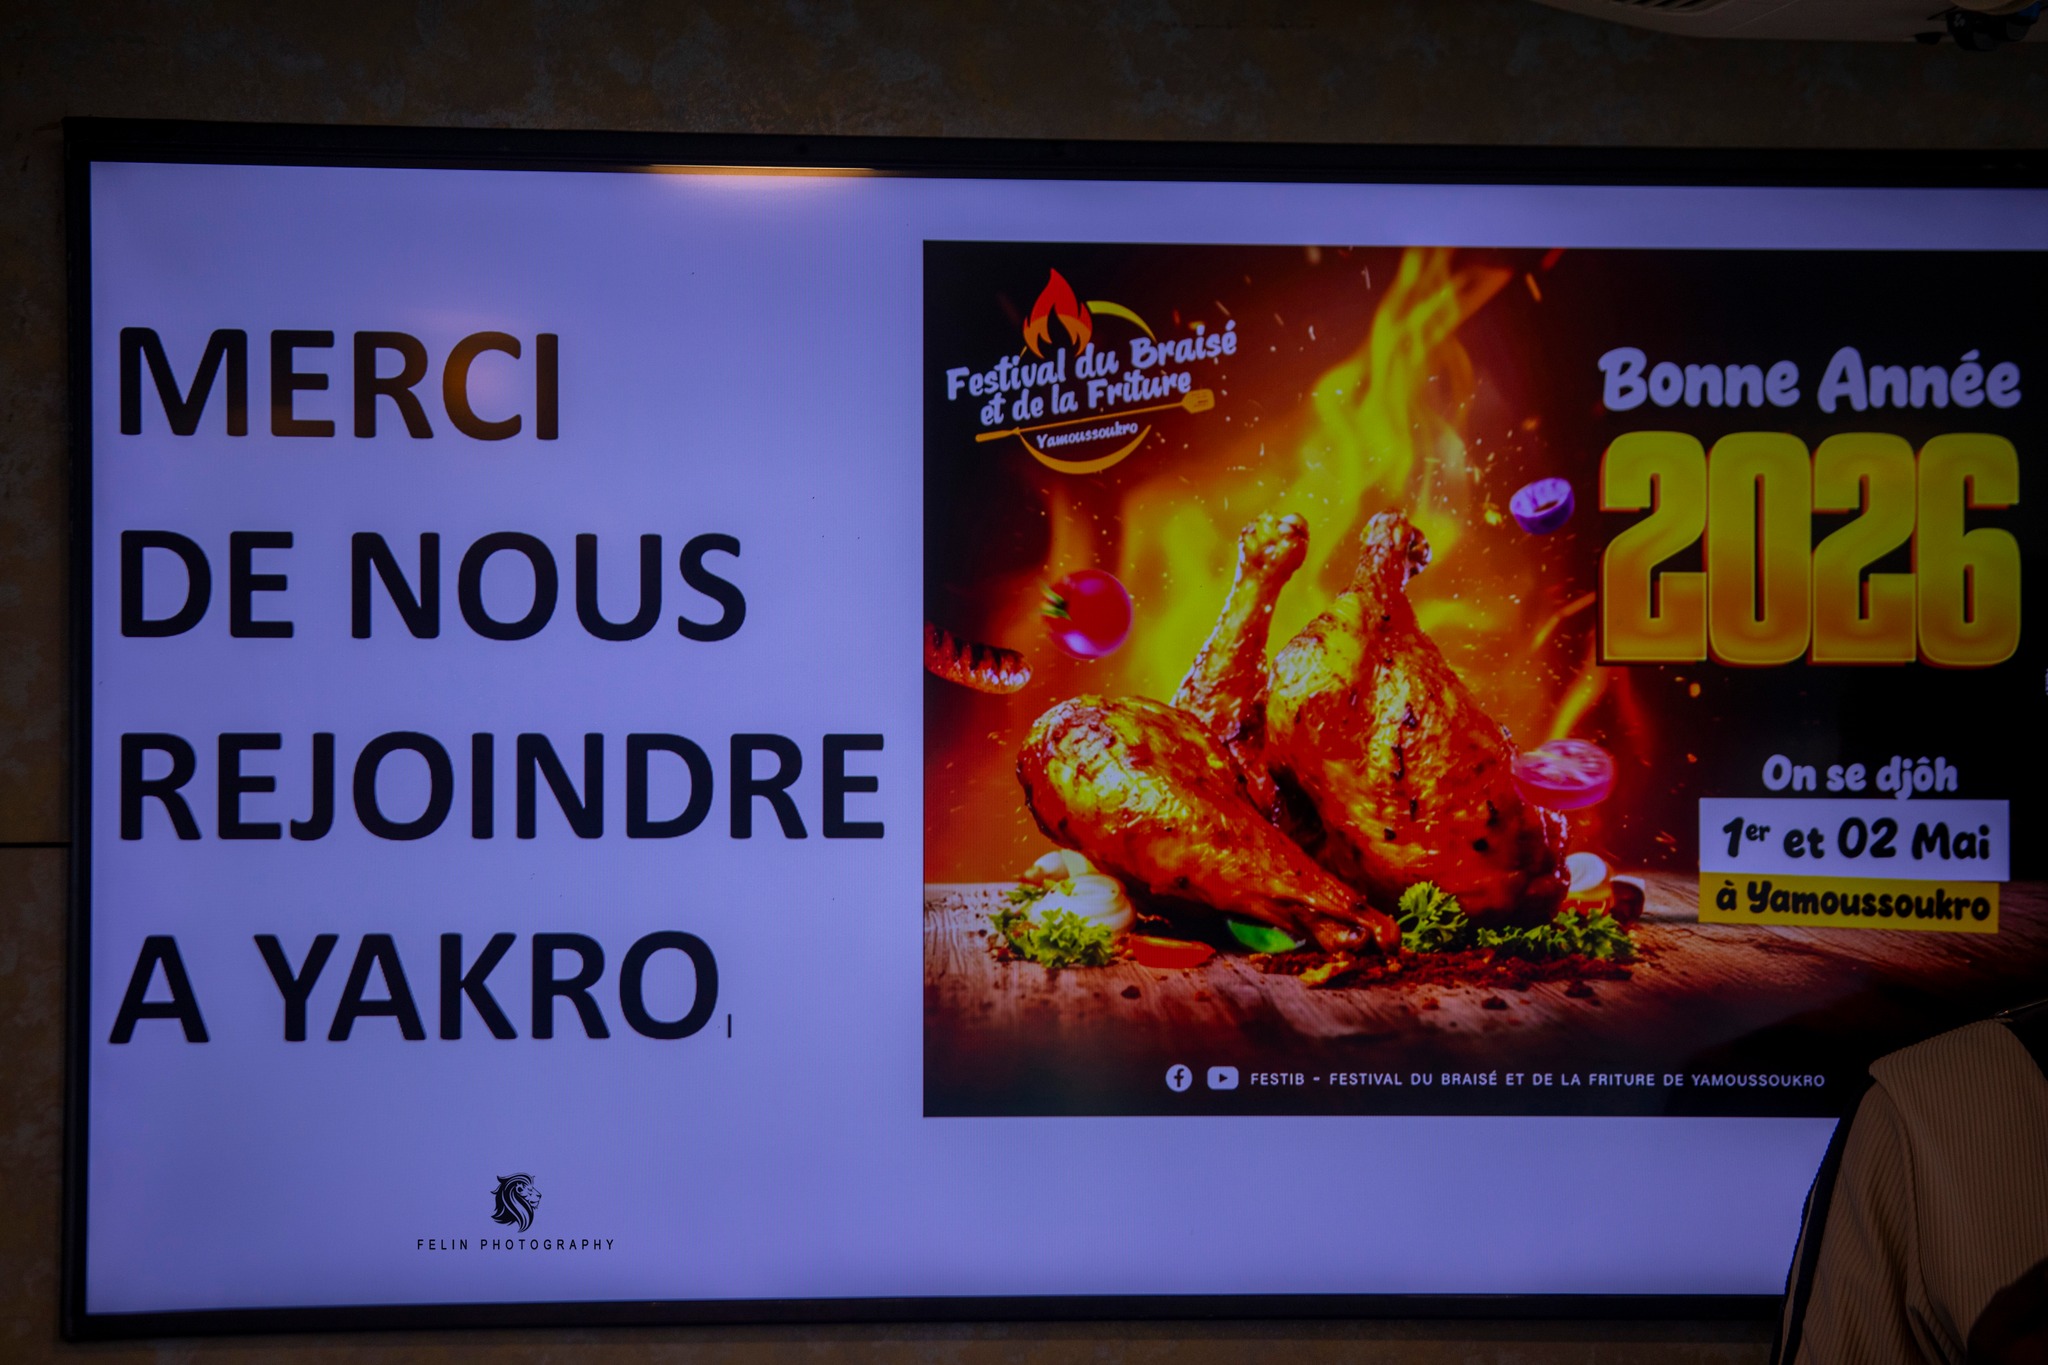 MERCI
DE NOUS
REJOINDRE
A YAKRO
Festival du Braisé
et de la Friture
Yamoussoukro
Bonne Année
2026
On se djôh
1er et 02 Mai
à Yamoussoukro
FESTIB - FESTIVAL DU BRAISÉ ET DE LA FRITURE DE YAMOUSSOUKRO
FELIN PHOTOGRAPHY